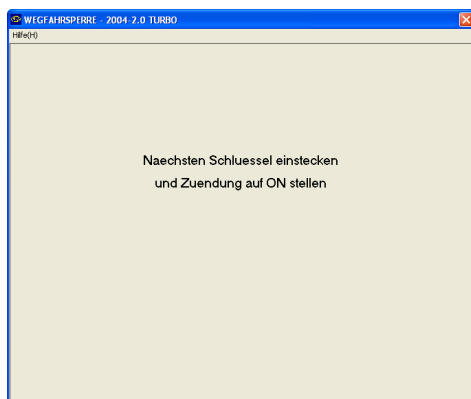 WEGFAHRSPERRE - 2004-2.0 TURBO
Hilfe(H)
Naechsten Schluessel einstecken
und Zuendung auf ON stellen